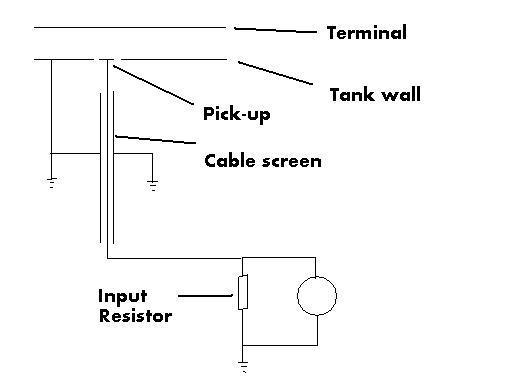 Terminal
Tank wall
Pick-up
Cable screen
Input
Resistor